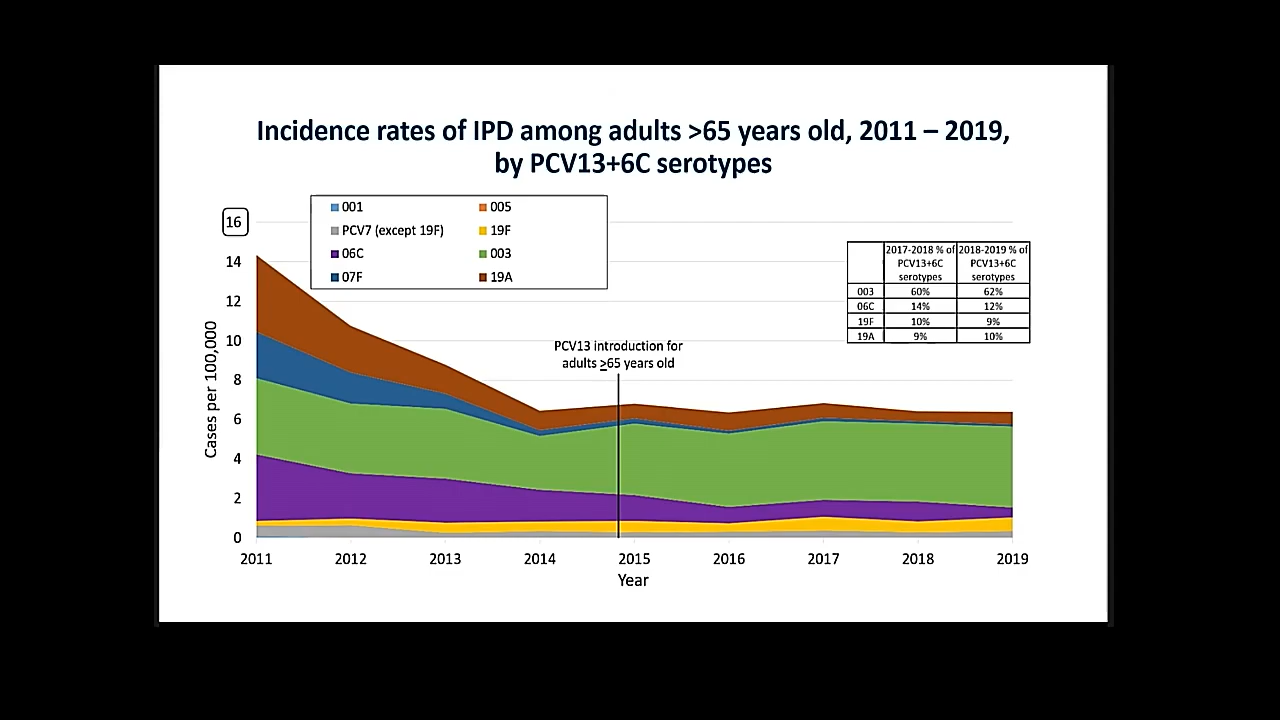 Incidence rates of IPD among adults >65 years old, 2011 – 2019,
by PCV13+6C serotypes
001
005
PCV7 (except 19F)
19F
06C
003
07F
19A
16
14
12
10
8
6
4
2
0
Cases per 100,000
PCV13 introduction for
adults ≥65 years old
2017-2018 % of PCV13+6C serotypes
2018-2019 % of PCV13+6C serotypes
003 60% 62%
06C 14% 12%
19F 10% 9%
19A 9% 10%
2011 2012 2013 2014 2015 2016 2017 2018 2019
Year